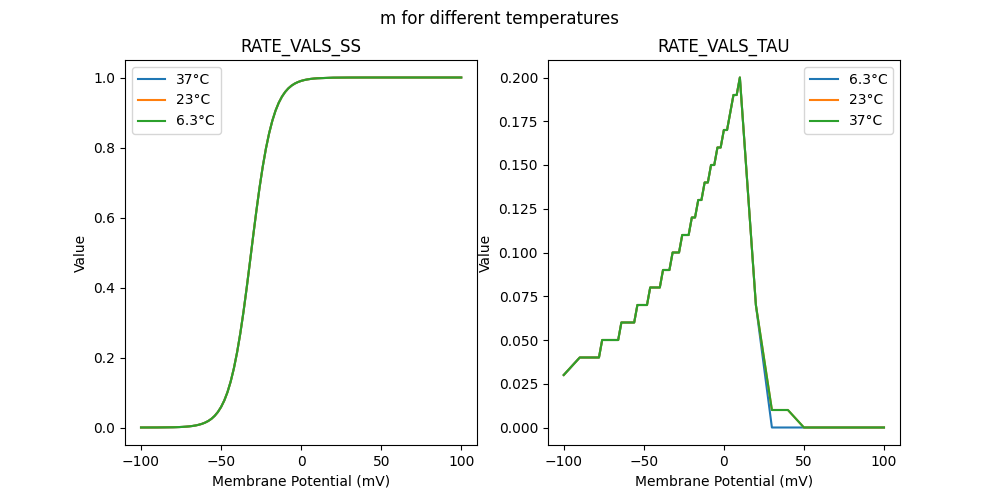 m for different temperatures
RATE_VALS_SS
1.0
0.8
0.6
0.4
0.2
0.0
Value
37°C
23°C
6.3°C
−100
−50
0
50
100
Membrane Potential (mV)
RATE_VALS_TAU
0.200
0.175
0.150
0.125
0.100
0.075
0.050
0.025
0.000
Value
6.3°C
23°C
37°C
−100
−50
0
50
100
Membrane Potential (mV)